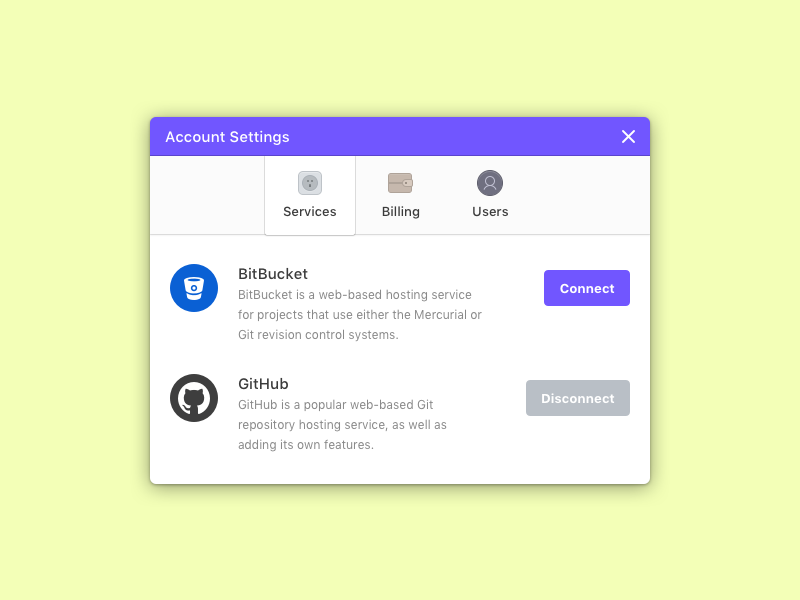 Account Settings
Services
Billing
Users
BitBucket
BitBucket is a web-based hosting service
for projects that use either the Mercurial or
Git revision control systems.
Connect
GitHub
GitHub is a popular web-based Git
repository hosting service, as well as
adding its own features.
Disconnect